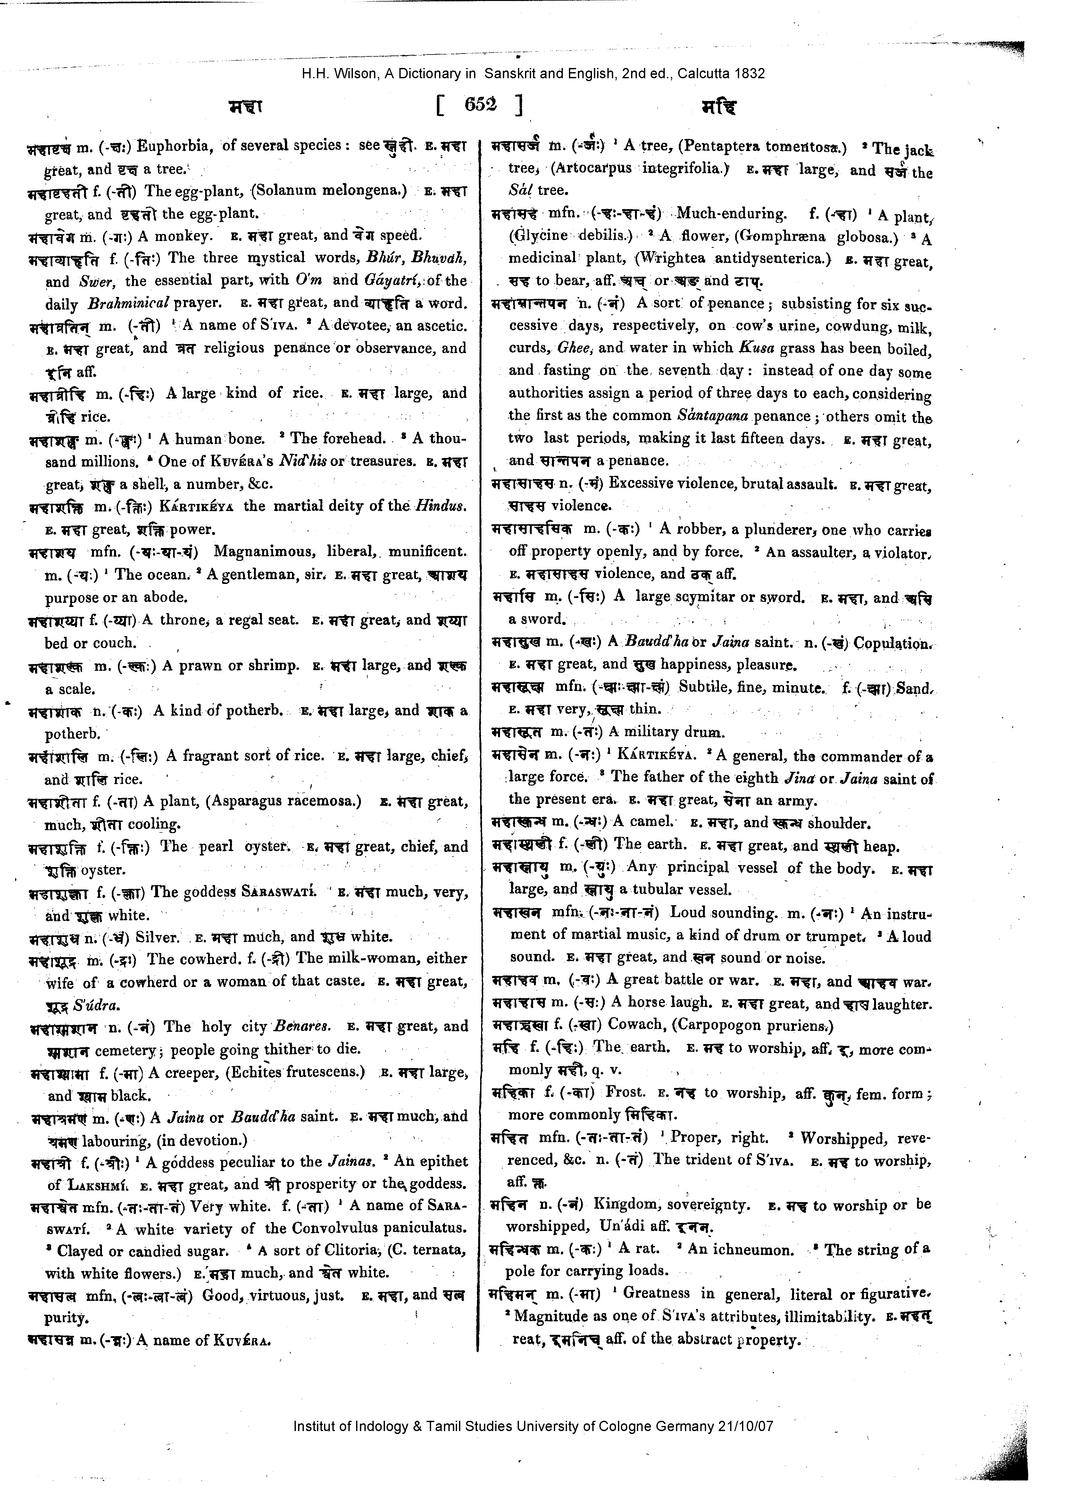 H.H. Wilson, A Dictionary in Sanskrit and English, 2nd ed., Calcutta 1832
महा [ 652 ] महि
महावृक्ष m. (-क्षः) Euphorbia, of several species : see स्नुही. E. महा
great, and वृक्ष a tree.
महावृहती f. (-ती) The egg-plant, (Solanum melongena.) E. महा
great, and वृहती the egg-plant.
महावेग m. (-गः) A monkey. E. महा great, and वेग speed.
महाव्याहृति f. (-तिः) The three mystical words, Bhúr, Bhuvah,
and Swer, the essential part, with O'm and Gáyatrí, of the
daily Brahminical prayer. E. महा great, and व्याहृति a word.
महाव्रतिन् m. (-ती) ¹ A name of S'IVA. ² A devotee, an ascetic.
E. महा great, and व्रत religious penance or observance, and
इनि aff.
महाव्रीहि m. (-हिः) A large kind of rice. E. महा large, and
व्रीहि rice.
महाशङ्ख m. (-ङ्खः) ¹ A human bone. ² The forehead. ³ A thou-
sand millions. ⁴ One of KUVÉRA's Nid'his or treasures. E. महा
great, शङ्ख a shell, a number, &c.
महाशक्ति m. (-क्तिः) KÁRTIKÉYA the martial deity of the Hindus.
E. महा great, शक्ति power.
महाशय mfn. (-यः-या-यं) Magnanimous, liberal, munificent.
m. (-यः) ¹ The ocean. ² A gentleman, sir. E. महा great, आशय
purpose or an abode.
महाशय्या f. (-य्या) A throne, a regal seat. E. महा great, and शय्या
bed or couch.
महाशल्क m. (-ल्कः) A prawn or shrimp. E. महा large, and शल्क
a scale.
महाशाक n. (-कः) A kind of potherb. E. महा large, and शाक a
potherb.
महाशालि m. (-लिः) A fragrant sort of rice. E. महा large, chief,
and शालि rice.
महाशीता f. (-ता) A plant, (Asparagus racemosa.) E. महा great,
much, शीता cooling.
महाशुक्ति f. (-क्तिः) The pearl oyster. E. महा great, chief, and
शुक्ति oyster.
महाशुक्ला f. (-क्ला) The goddess SARASWATÍ. E. महा much, very,
and शुक्ल white.
महाशुभ्र n. (-भ्रं) Silver. E. महा much, and शुभ्र white.
महाशूद्र m. (-द्रः) The cowherd. f. (-द्री) The milk-woman, either
wife of a cowherd or a woman of that caste. E. महा great,
शूद्र S'údra.
महाश्मशान n. (-नं) The holy city Benares. E. महा great, and
श्मशान cemetery; people going thither to die.
महाश्यामा f. (-मा) A creeper, (Echites frutescens.) E. महा large,
and श्याम black.
महाश्रमण m. (-णः) A Jaina or Baudd'ha saint. E. महा much, and
श्रमण labouring, (in devotion.)
महाश्री f. (-श्रीः) ¹ A goddess peculiar to the Jainas. ² An epithet
of LAKSHMÍ. E. महा great, and श्री prosperity or the goddess.
महाश्वेत mfn. (-तः-ता-तं) Very white. f. (-ता) ¹ A name of SARA-
SWATÍ. ² A white variety of the Convolvulus paniculatus.
³ Clayed or candied sugar. ⁴ A sort of Clitoria, (C. ternata,
with white flowers.) E. महा much, and श्वेत white.
महासत्त्व mfn. (-त्त्वः-त्त्वा-त्त्वं) Good, virtuous, just. E. महा, and सत्त्व
purity.
महासन्न m. (-न्नः) A name of KUVÉRA.
महासर्ज्ज m. (-र्ज्जः) ¹ A tree, (Pentaptera tomentosa.) ² The jack
tree, (Artocarpus integrifolia.) E. महा large, and सर्ज्ज the
Sál tree.
महासह mfn. (-हः-हा-हं) Much-enduring. f. (-हा) ¹ A plant,
(Glycine debilis.) ² A flower, (Gomphræna globosa.) ³ A
medicinal plant, (Wrightea antidysenterica.) E. महा great,
सह to bear, aff. अच् or अङ् and टाप्.
महासान्तपन n. (-नं) A sort of penance; subsisting for six suc-
cessive days, respectively, on cow's urine, cowdung, milk,
curds, Ghee, and water in which Kusa grass has been boiled,
and fasting on the seventh day: instead of one day some
authorities assign a period of three days to each, considering
the first as the common Sántapana penance; others omit the
two last periods, making it last fifteen days. E. महा great,
and सान्तपन a penance.
महासाहस n. (-सं) Excessive violence, brutal assault. E. महा great,
साहस violence.
महासाहसिक m. (-कः) ¹ A robber, a plunderer, one who carries
off property openly, and by force. ² An assaulter, a violator.
E. महासाहस violence, and ठक् aff.
महासि m. (-सिः) A large scymitar or sword. E. महा, and असि
a sword.
महासुख m. (-खः) A Baudd'ha or Jaina saint. n. (-खं) Copulation.
E. महा great, and सुख happiness, pleasure.
महासूक्ष्म mfn. (-क्ष्मः-क्ष्मा-क्ष्मं) Subtile, fine, minute. f. (-क्ष्मा) Sand.
E. महा very, सूक्ष्म thin.
महासूत m. (-तः) A military drum.
महासेन m. (-नः) ¹ KÁRTIKÉYA. ² A general, the commander of a
large force. ³ The father of the eighth Jina or Jaina saint of
the present era. E. महा great, सेना an army.
महास्कन्ध m. (-न्धः) A camel. E. महा, and स्कन्ध shoulder.
महास्थली f. (-ली) The earth. E. महा great, and स्थली heap.
महास्नायु m. (-युः) Any principal vessel of the body. E. महा
large, and स्नायु a tubular vessel.
महास्वन mfn. (-नः-ना-नं) Loud sounding. m. (-नः) ¹ An instru-
ment of martial music, a kind of drum or trumpet. ² A loud
sound. E. महा great, and स्वन sound or noise.
महाहव m. (-वः) A great battle or war. E. महा, and आहव war.
महाहास m. (-सः) A horse laugh. E. महा great, and हास laughter.
महाह्रखा f. (-खा) Cowach, (Carpopogon pruriens.)
महि f. (-हिः) The earth. E. मह to worship, aff. इ, more com-
monly मही, q. v.
महिका f. (-का) Frost. E. मह to worship, aff. कुन्, fem. form;
more commonly मिहिका.
महित mfn. (-तः-ता-तं) ¹ Proper, right. ² Worshipped, reve-
renced, &c. n. (-तं) The trident of S'IVA. E. मह to worship,
aff. क्त.
महिन n. (-नं) Kingdom, sovereignty. E. मह to worship or be
worshipped, Un'ádi aff. इनन्.
महिन्धक m. (-कः) ¹ A rat. ² An ichneumon. ³ The string of a
pole for carrying loads.
महिमन् m. (-मा) ¹ Greatness in general, literal or figurative.
² Magnitude as one of S'IVA's attributes, illimitability. E. महत्
reat, इमनिच् aff. of the abstract property.
Institut of Indology & Tamil Studies University of Cologne Germany 21/10/07